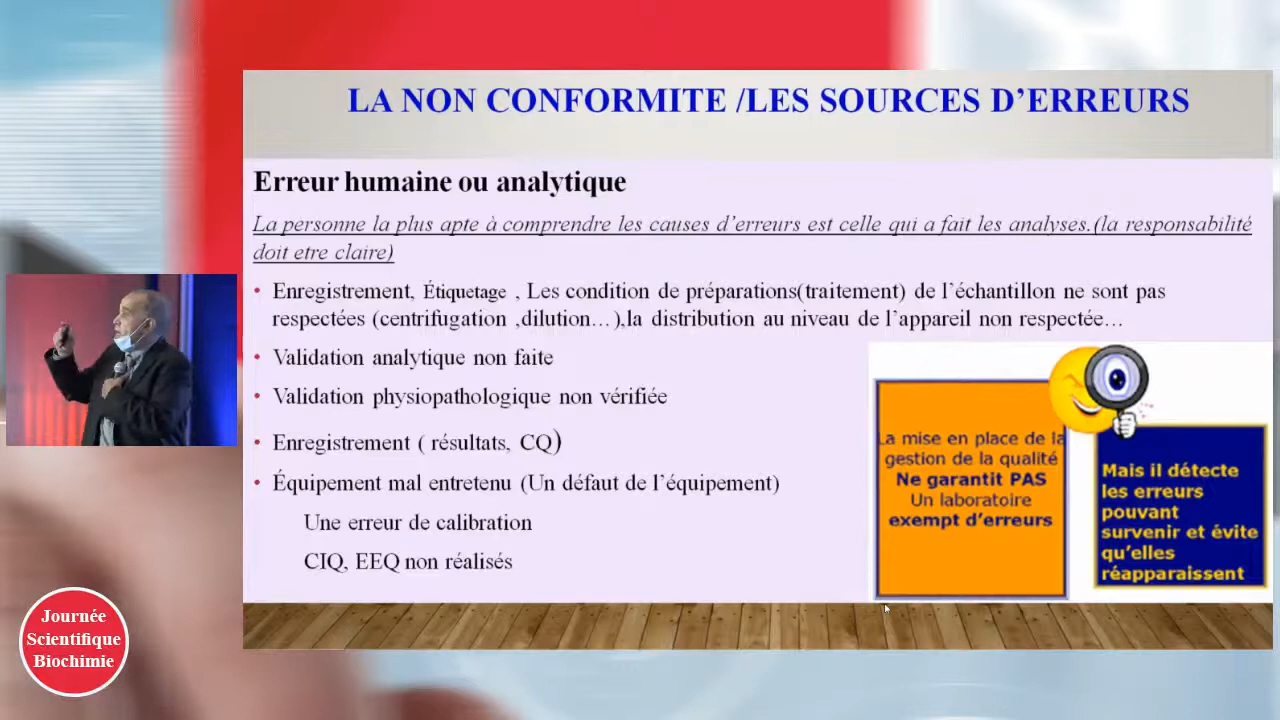 LA NON CONFORMITE /LES SOURCES D’ERREURS
Erreur humaine ou analytique
La personne la plus apte à comprendre les causes d’erreurs est celle qui a fait les analyses.(la responsabilité
doit etre claire)
• Enregistrement, Étiquetage , Les condition de préparations(traitement) de l’échantillon ne sont pas
respectées (centrifugation ,dilution…),la distribution au niveau de l’appareil non respectée…
• Validation analytique non faite
• Validation physiopathologique non vérifiée
• Enregistrement ( résultats, CQ)
• Équipement mal entretenu (Un défaut de l’équipement)
Une erreur de calibration
CIQ, EEQ non réalisés
La mise en place de la
gestion de la qualité
Ne garantit PAS
Un laboratoire
exempt d’erreurs
Mais il détecte
les erreurs
pouvant
survenir et évite
qu’elles
réapparaissent
Journée
Scientifique
Biochimie